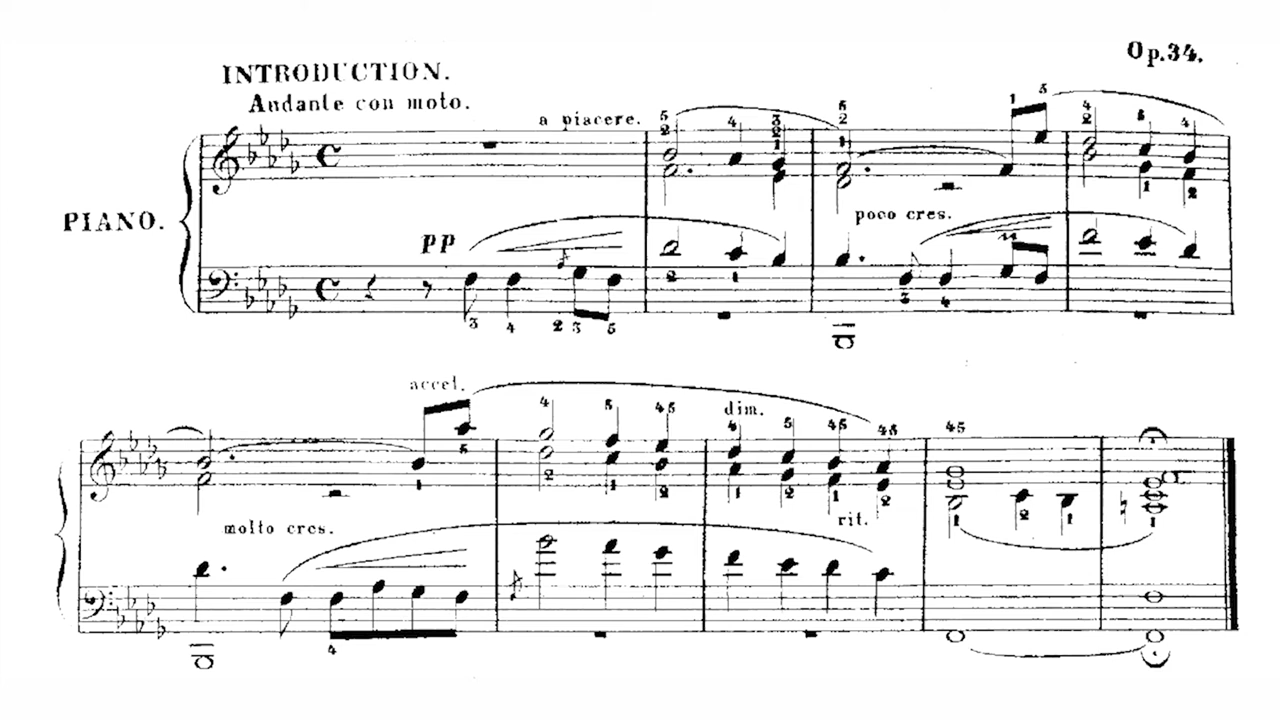 Op.34.
INTRODUCTION.
Andante con moto.
a piacere.
PIANO.
pp
poco cres.
accel.
dim.
molto cres.
rit.